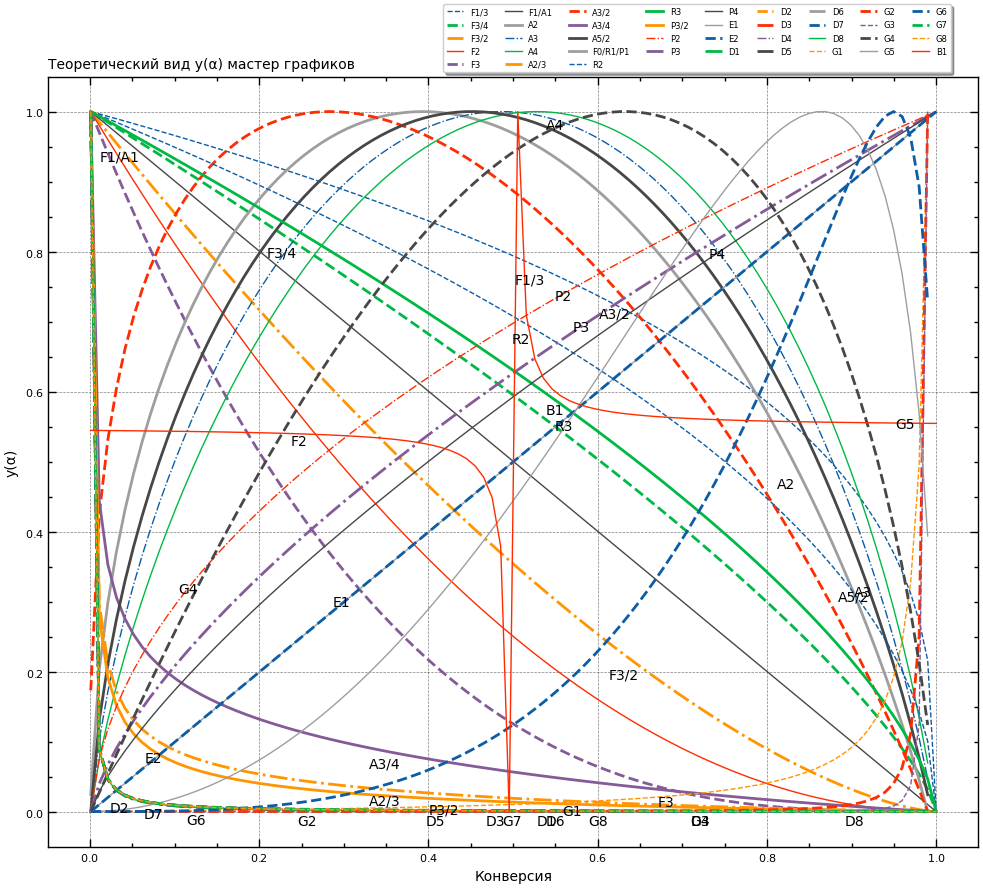 F1/3 F1/A1 A3/2 R3 P4 D2 D6 G2 G6
F3/4 A2 A3/4 P3/2 E1 D3 D7 G3 G7
F3/2 A3 A5/2 P2 E2 D4 D8 G4 G8
F2 A4 F0/R1/P1 P3 D1 D5 G1 G5 B1
F3 A2/3 R2
Теоретический вид y(α) мастер графиков
1.0
A4
F1/A1
0.8
F3/4
P4
F1/3
P2
A3/2
P3
R2
0.6
B1
R3
G5
F2
y(α)
A2
0.4
G4
A3
A5/2
E1
0.2
F3/2
E2
A3/4
A2/3
F3
D2
P3/2
G1
D7
0.0
G6
G2
D5
D3
G7
D6
G8
D8
0.0 0.2 0.4 0.6 0.8 1.0
Конверсия